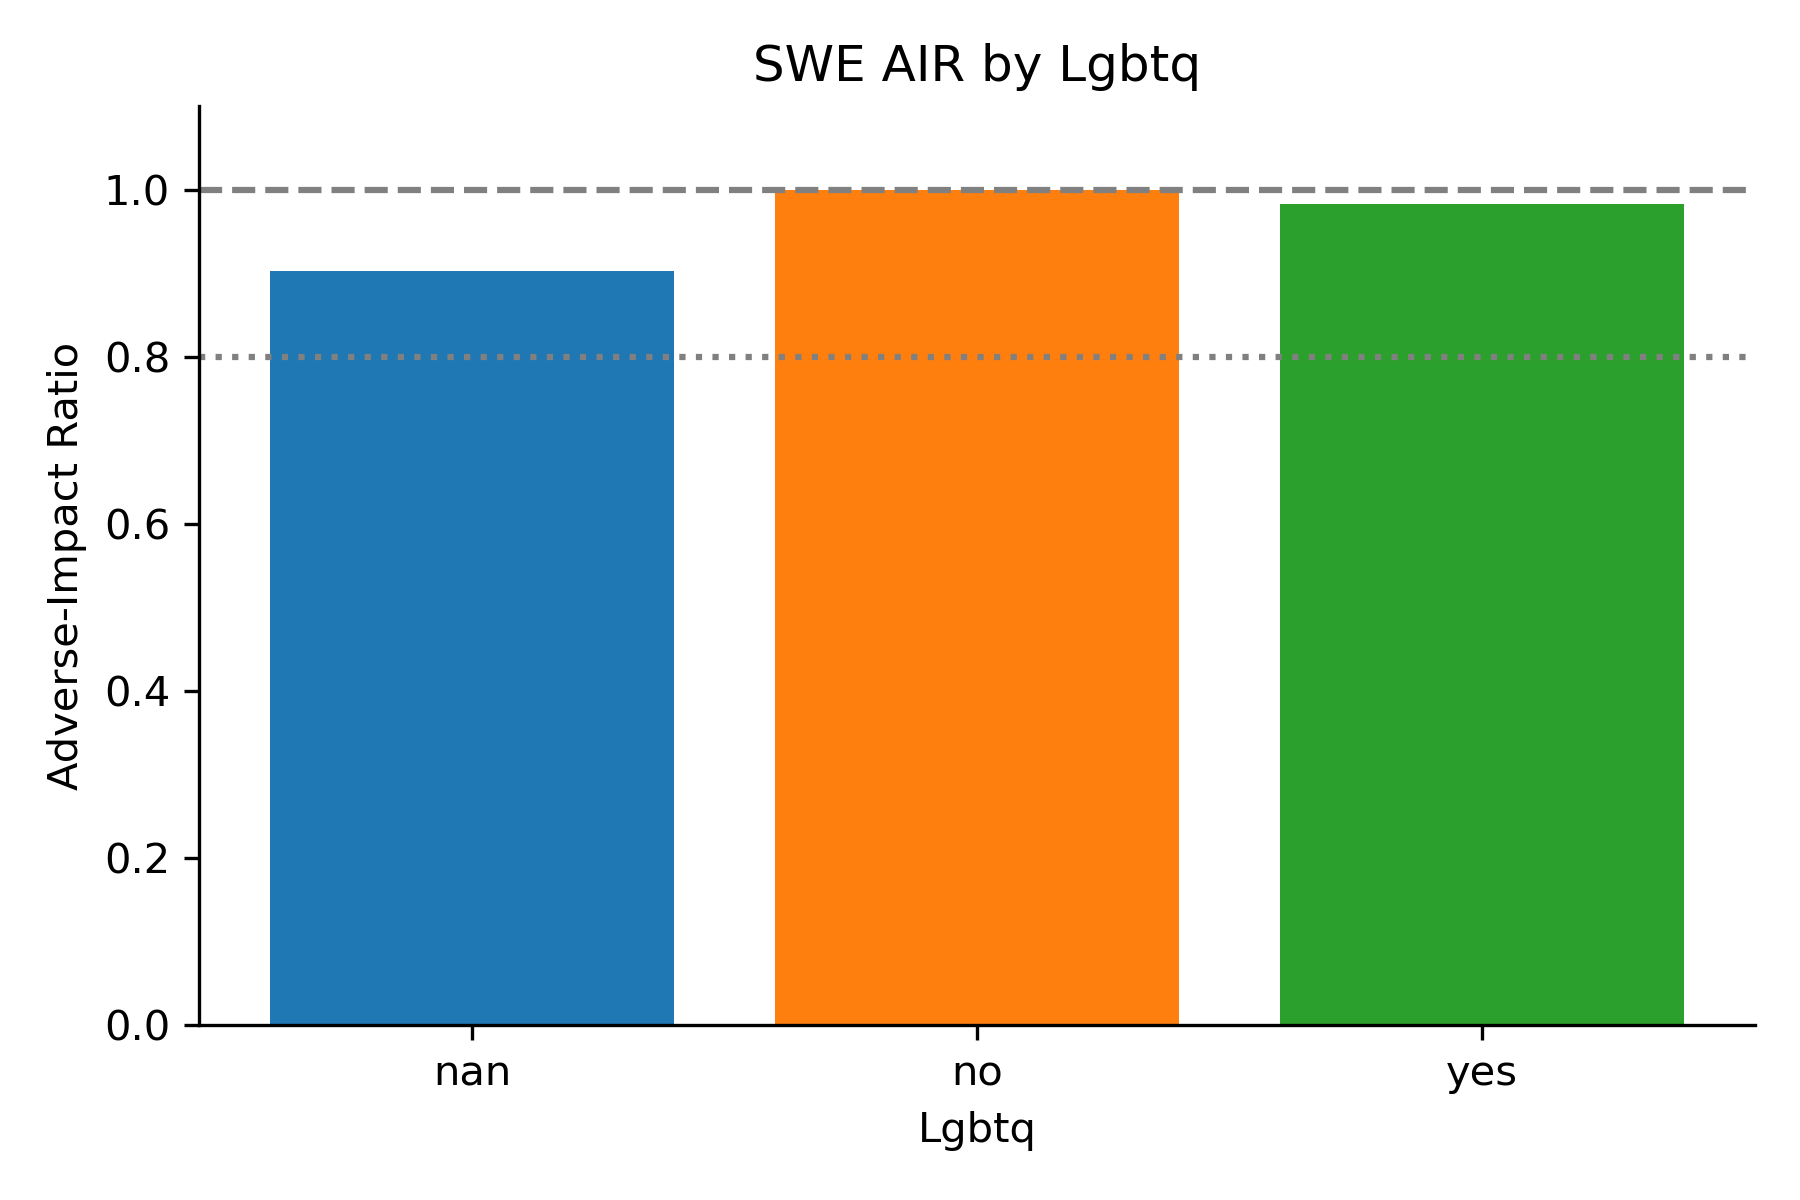 SWE AIR by Lgbtq
Adverse-Impact Ratio
1.0
0.8
0.6
0.4
0.2
0.0
nan
no
yes
Lgbtq